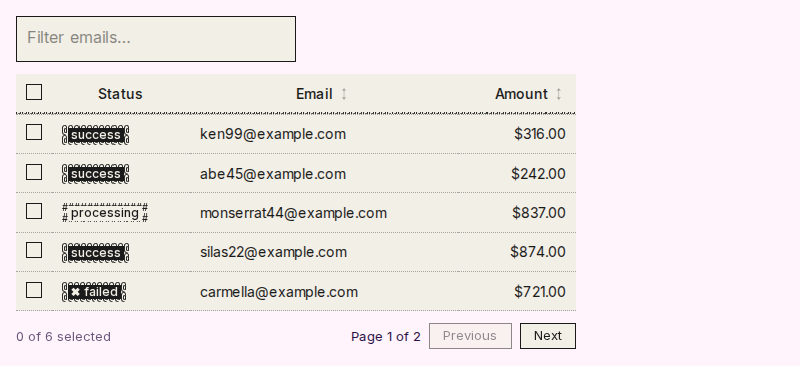 Filter emails...
Status Email ↕ Amount ↕
success ken99@example.com $316.00
success abe45@example.com $242.00
processing monserrat44@example.com $837.00
success silas22@example.com $874.00
✖ failed carmella@example.com $721.00
0 of 6 selected Page 1 of 2 Previous Next